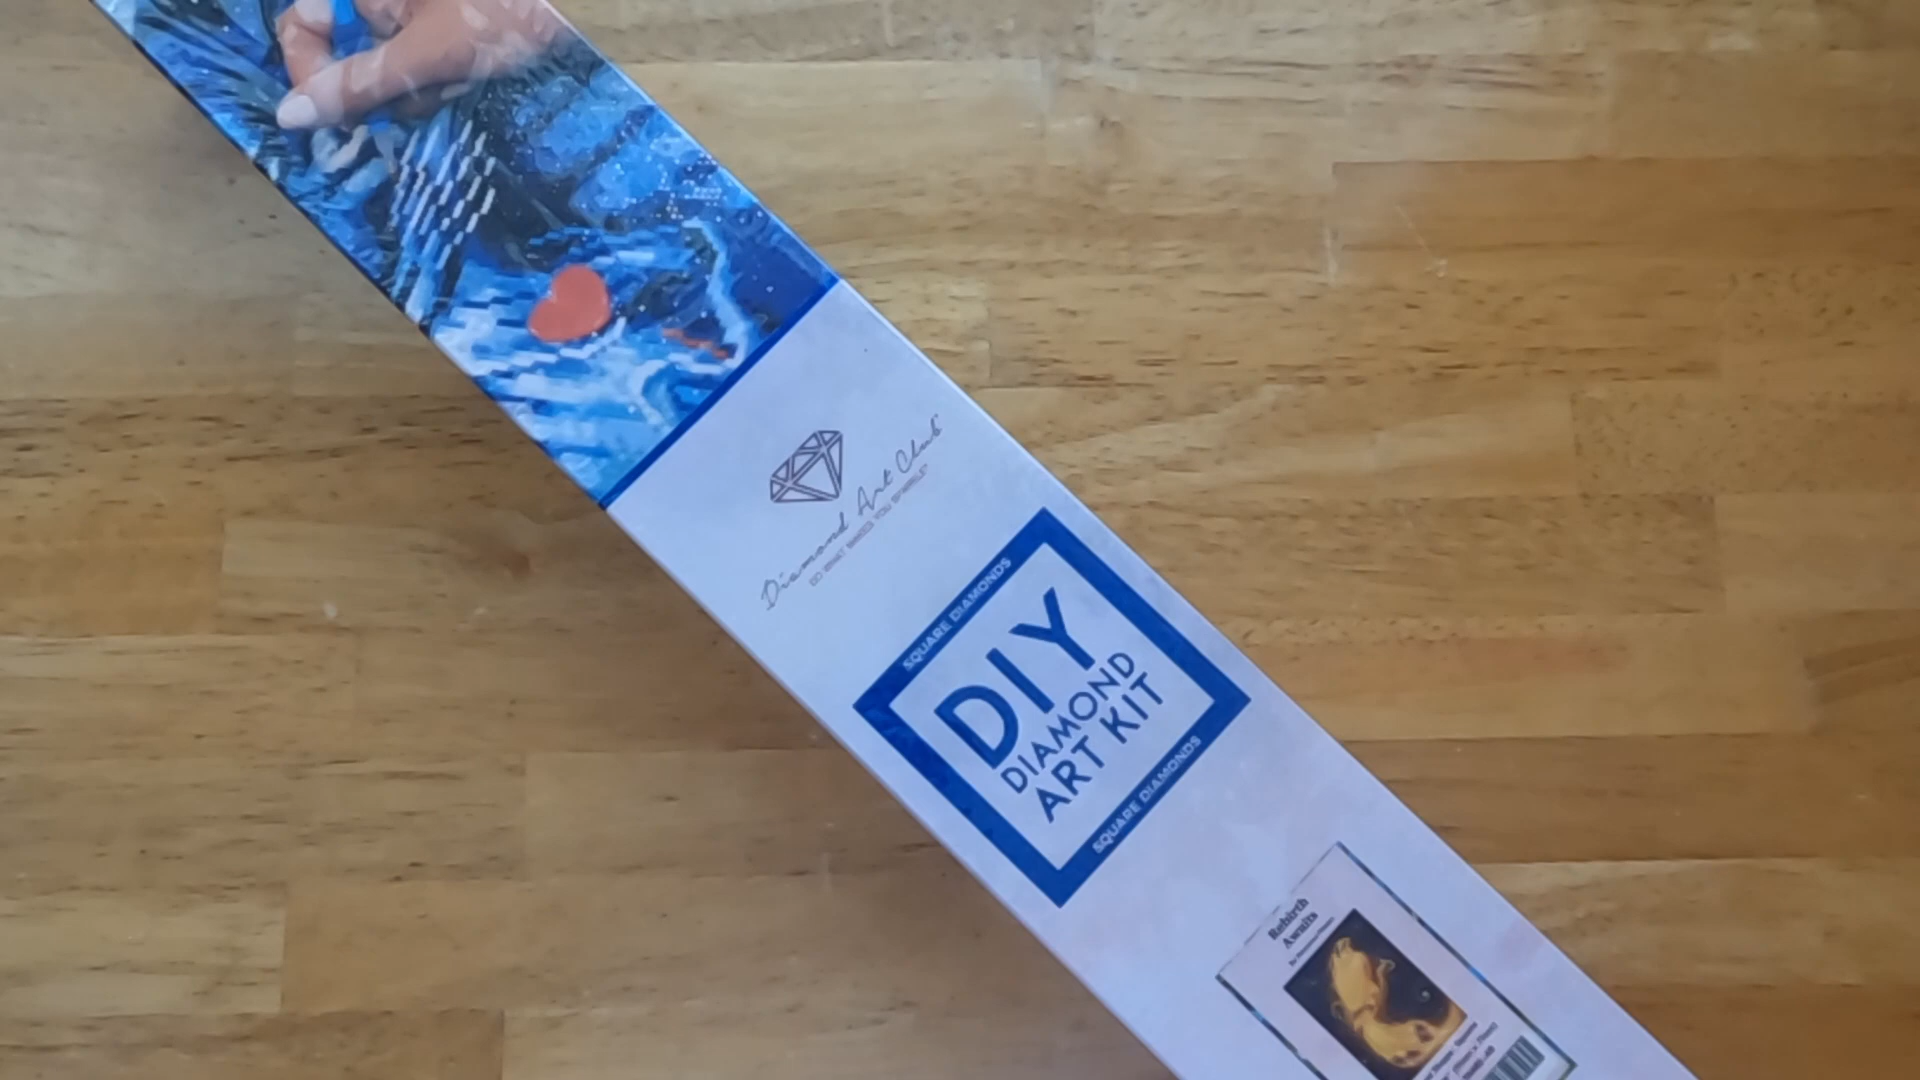 Diamond Art Club
DO WHAT MAKES YOU SPARKLE
SQUARE DIAMONDS
DIY
DIAMOND
ART KIT
SQUARE DIAMONDS
Rebirth
Awaits